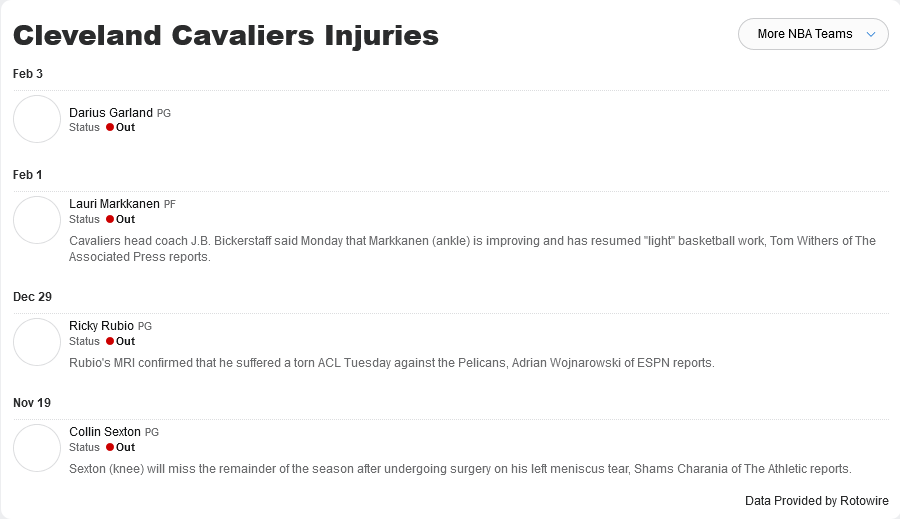 Cleveland Cavaliers Injuries
More NBA Teams
Feb 3
Darius Garland PG
Status Out
Feb 1
Lauri Markkanen PF
Status Out
Cavaliers head coach J.B. Bickerstaff said Monday that Markkanen (ankle) is improving and has resumed "light" basketball work, Tom Withers of The
Associated Press reports.
Dec 29
Ricky Rubio PG
Status Out
Rubio's MRI confirmed that he suffered a torn ACL Tuesday against the Pelicans, Adrian Wojnarowski of ESPN reports.
Nov 19
Collin Sexton PG
Status Out
Sexton (knee) will miss the remainder of the season after undergoing surgery on his left meniscus tear, Shams Charania of The Athletic reports.
Data Provided by Rotowire